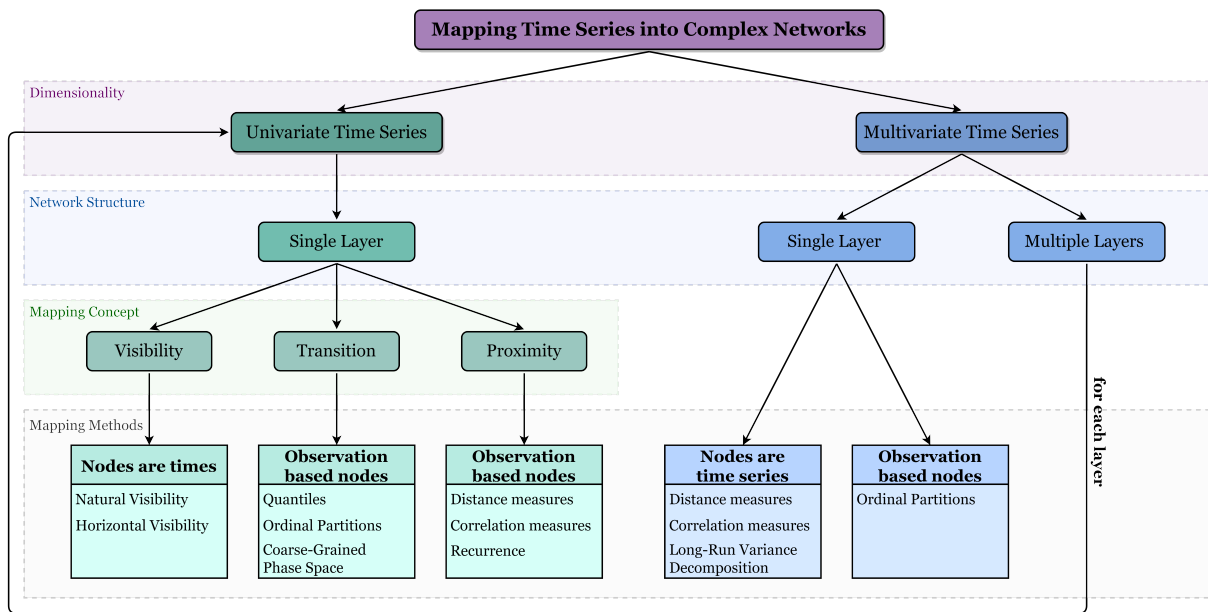 Mapping Time Series into Complex Networks
Dimensionality
Univariate Time Series
Multivariate Time Series
Network Structure
Single Layer
Single Layer
Multiple Layers
Mapping Concept
Visibility
Transition
Proximity
for each layer
Mapping Methods
Nodes are times
Natural Visibility
Horizontal Visibility
Observation
based nodes
Quantiles
Ordinal Partitions
Coarse-Grained
Phase Space
Observation
based nodes
Distance measures
Correlation measures
Recurrence
Nodes are
time series
Distance measures
Correlation measures
Long-Run Variance
Decomposition
Observation
based nodes
Ordinal Partitions